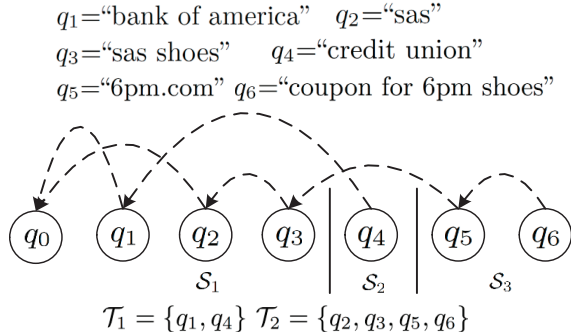 q1=“bank of america” q2=“sas”
q3=“sas shoes” q4=“credit union”
q5=“6pm.com” q6=“coupon for 6pm shoes”
q0 q1 q2 q3 q4 q5 q6
S1 S2 S3
T1 = {q1, q4} T2 = {q2, q3, q5, q6}